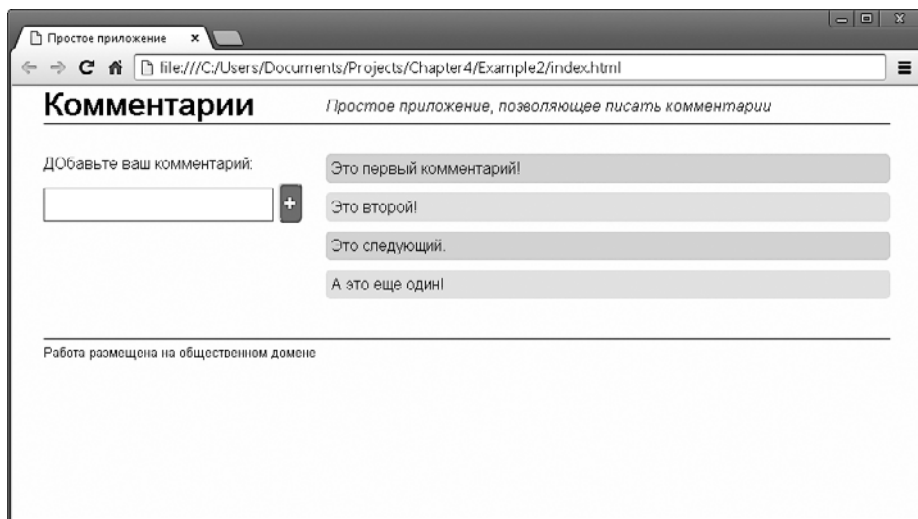 Простое приложение
file:///C:/Users/Documents/Projects/Chapter4/Example2/index.html
Комментарии
Простое приложение, позволяющее писать комментарии
ДОбавьте ваш комментарий:
+
Это первый комментарий!
Это второй!
Это следующий.
А это еще один!
Работа размещена на общественном домене